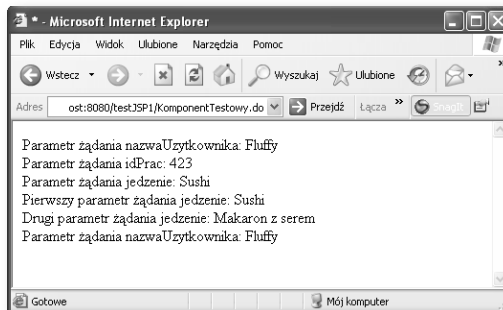 * - Microsoft Internet Explorer
Plik Edycja Widok Ulubione Narzędzia Pomoc
Wstecz Wyszukaj Ulubione
Adres ost:8080/testJSP1/KomponentTestowy.do Przejdź Łącza SnagIt
Parametr żądania nazwaUzytkownika: Fluffy
Parametr żądania idPrac: 423
Parametr żądania jedzenie: Sushi
Pierwszy parametr żądania jedzenie: Sushi
Drugi parametr żądania jedzenie: Makaron z serem
Parametr żądania nazwaUzytkownika: Fluffy
Gotowe Mój komputer